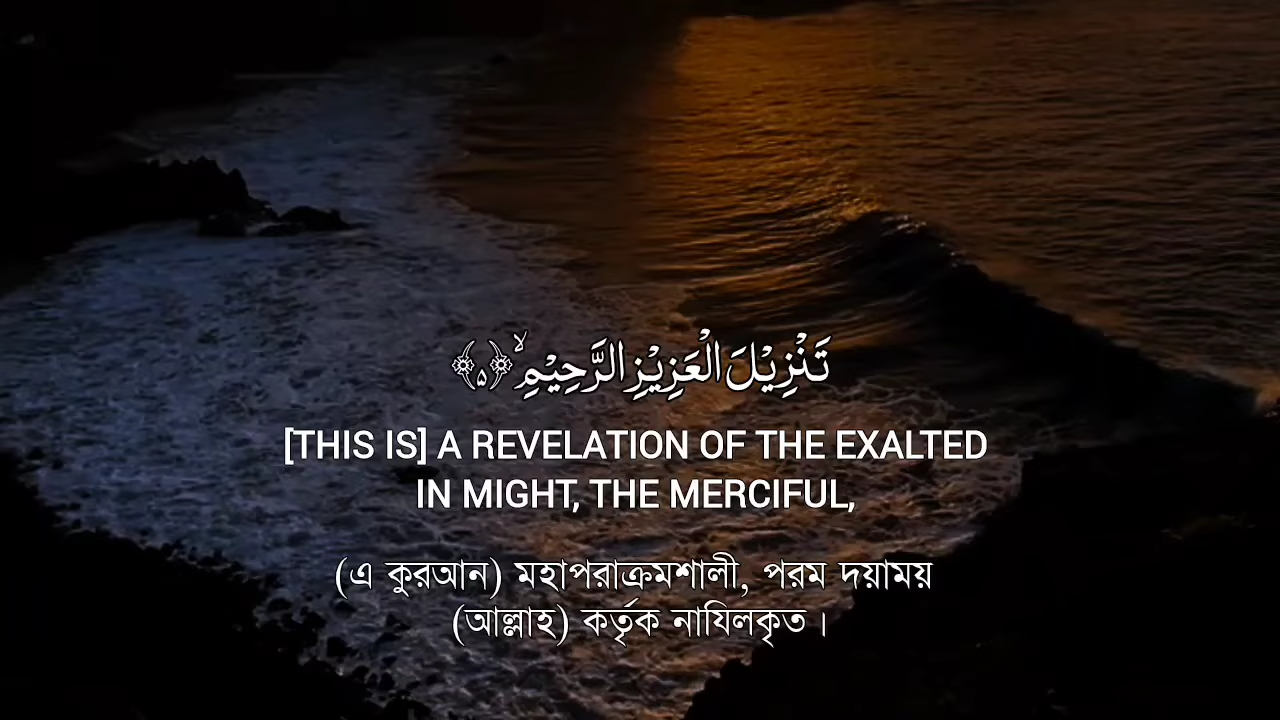 تَنْزِيْلَ الْعَزِيْزِ الرَّحِيْمِۙ ﴿۵﴾
[THIS IS] A REVELATION OF THE EXALTED
IN MIGHT, THE MERCIFUL,
(এ কুরআন) মহাপরাক্রমশালী, পরম দয়াময়
(আল্লাহ) কর্তৃক নাযিলকৃত।